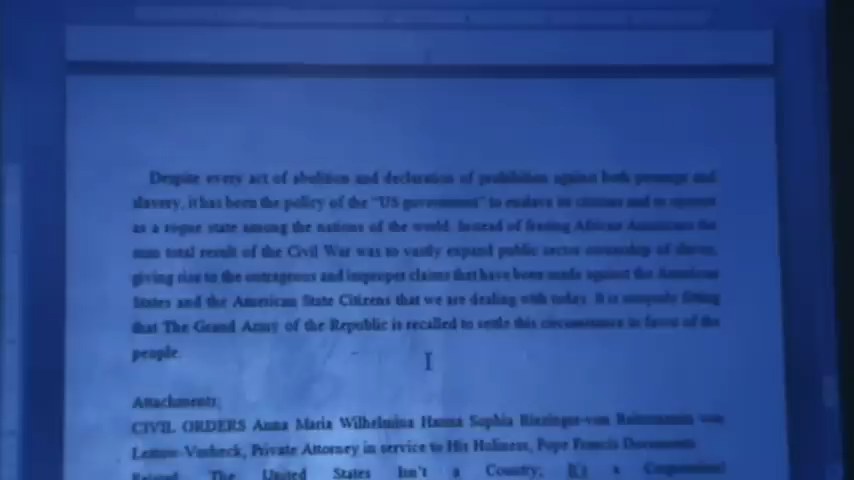 Despite every act of abolition and declaration of prohibition against both peonage and
slavery, it has been the policy of the "US government" to enslave its citizens and to operate
as a rogue state among the nations of the world. Instead of freeing African Americans the
sum total result of the Civil War was to vastly expand public sector ownership of slaves,
giving rise to the outrageous and improper claims that have been made against the American
States and the American State Citizens that we are dealing with today. It is uniquely fitting
that The Grand Army of the Republic is recalled to settle this circumstance in favor of the
people.
Attachments:
CIVIL ORDERS Anna Maria Wilhelmina Hanna Sophia Riezinger-von Reitzenstein von
Lettow-Vorbeck, Private Attorney in service to His Holiness, Pope Francis Documents
The United States Isn't a Country; It's a Corporation!